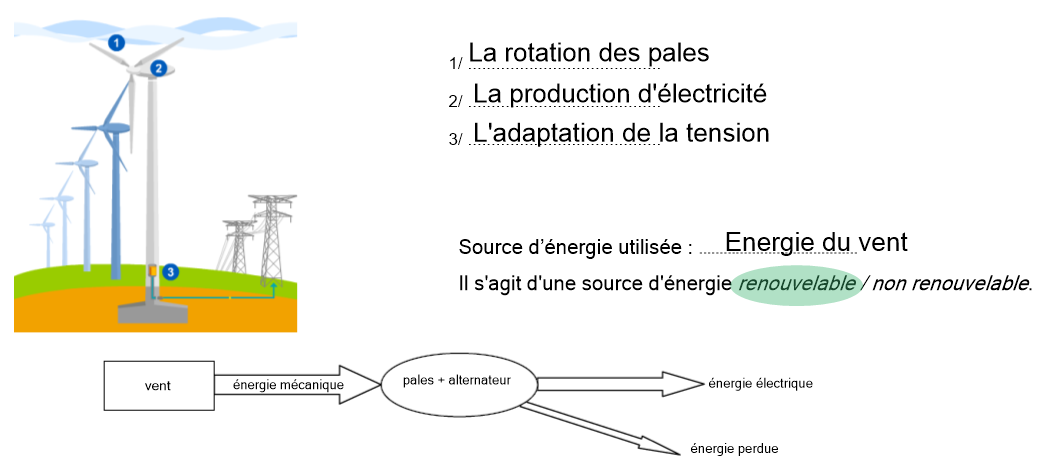 1
2
3
1/ La rotation des pales
2/ La production d'électricité
3/ L'adaptation de la tension
Source d'énergie utilisée : Energie du vent
Il s'agit d'une source d'énergie renouvelable / non renouvelable.
vent
énergie mécanique
pales + alternateur
énergie électrique
énergie perdue